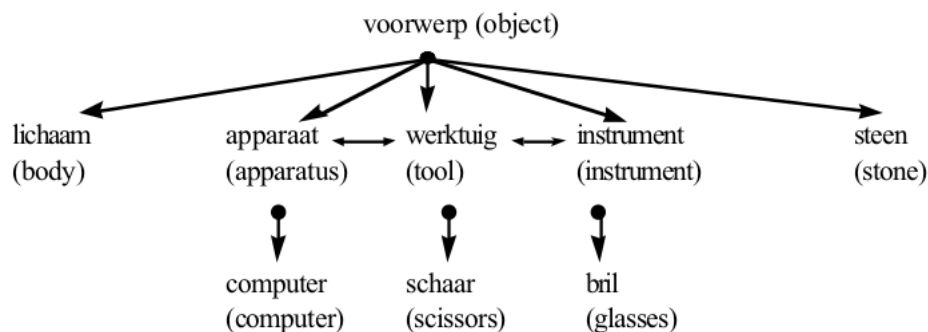 voorwerp (object)
lichaam apparaat werktuig instrument steen
(body) (apparatus) (tool) (instrument) (stone)
computer schaar bril
(computer) (scissors) (glasses)